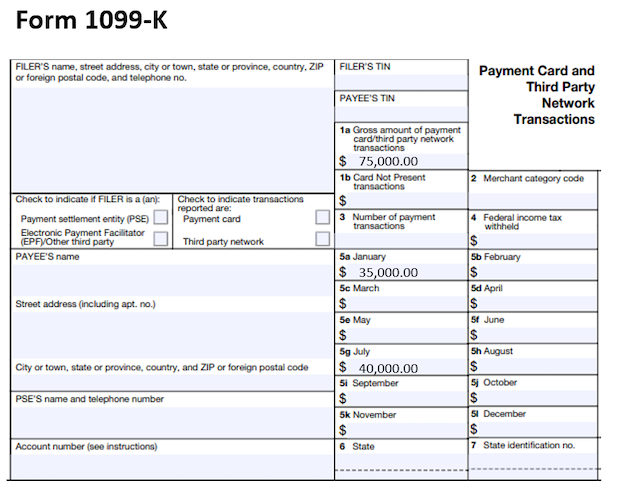 Form 1099-K
FILER'S name, street address, city or town, state or province, country, ZIP
or foreign postal code, and telephone no.
FILER'S TIN
PAYEE'S TIN
Payment Card and
Third Party
Network
Transactions
1a Gross amount of payment
card/third party network
transactions
$ 75,000.00
1b Card Not Present
transactions
$
2 Merchant category code
Check to indicate if FILER is a (an):
Payment settlement entity (PSE)
Electronic Payment Facilitator
(EPF)/Other third party
Check to indicate transactions
reported are:
Payment card
Third party network
3 Number of payment
transactions
4 Federal income tax
withheld
$
PAYEE'S name
5a January
$ 35,000.00
5b February
$
5c March
$
5d April
$
Street address (including apt. no.)
5e May
$
5f June
$
5g July
$ 40,000.00
5h August
$
City or town, state or province, country, and ZIP or foreign postal code
5i September
$
5j October
$
PSE'S name and telephone number
5k November
$
5l December
$
Account number (see instructions)
6 State
7 State identification no.